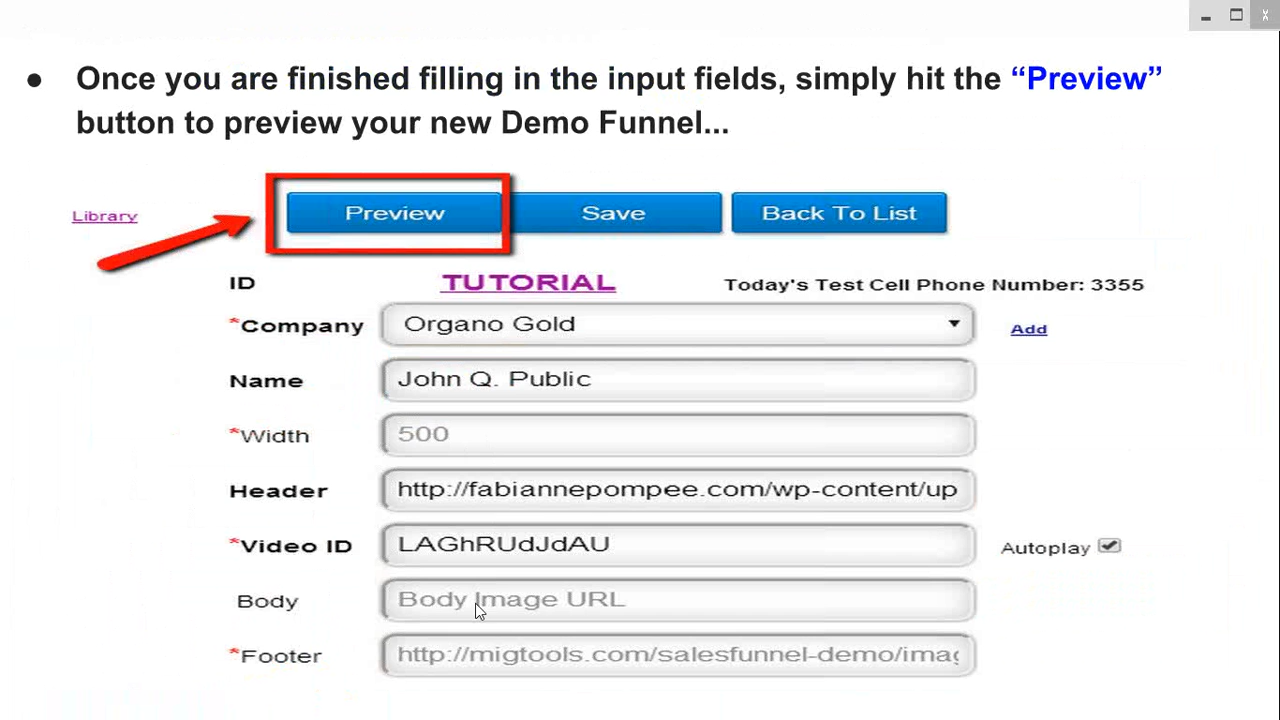 ● Once you are finished filling in the input fields, simply hit the “Preview”
button to preview your new Demo Funnel...
Library Preview Save Back To List
ID TUTORIAL Today's Test Cell Phone Number: 3355
*Company Organo Gold Add
Name John Q. Public
*Width 500
Header http://fabiannepompee.com/wp-content/up
*Video ID LAGhRUdJdAU Autoplay
Body Body Image URL
*Footer http://migtools.com/salesfunnel-demo/imag